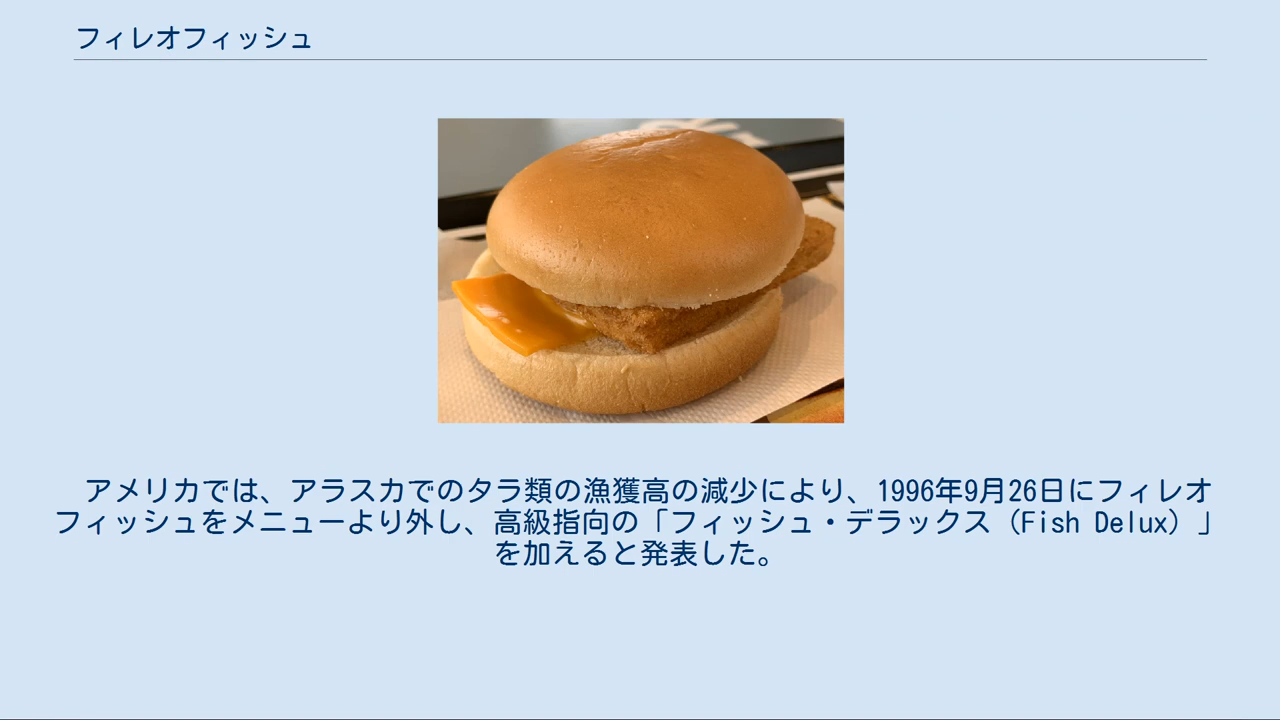 フィレオフィッシュ
アメリカでは、アラスカでのタラ類の漁獲高の減少により、1996年9月26日にフィレオ
フィッシュをメニューより外し、高級指向の「フィッシュ・デラックス（Fish Delux）」
を加えると発表した。